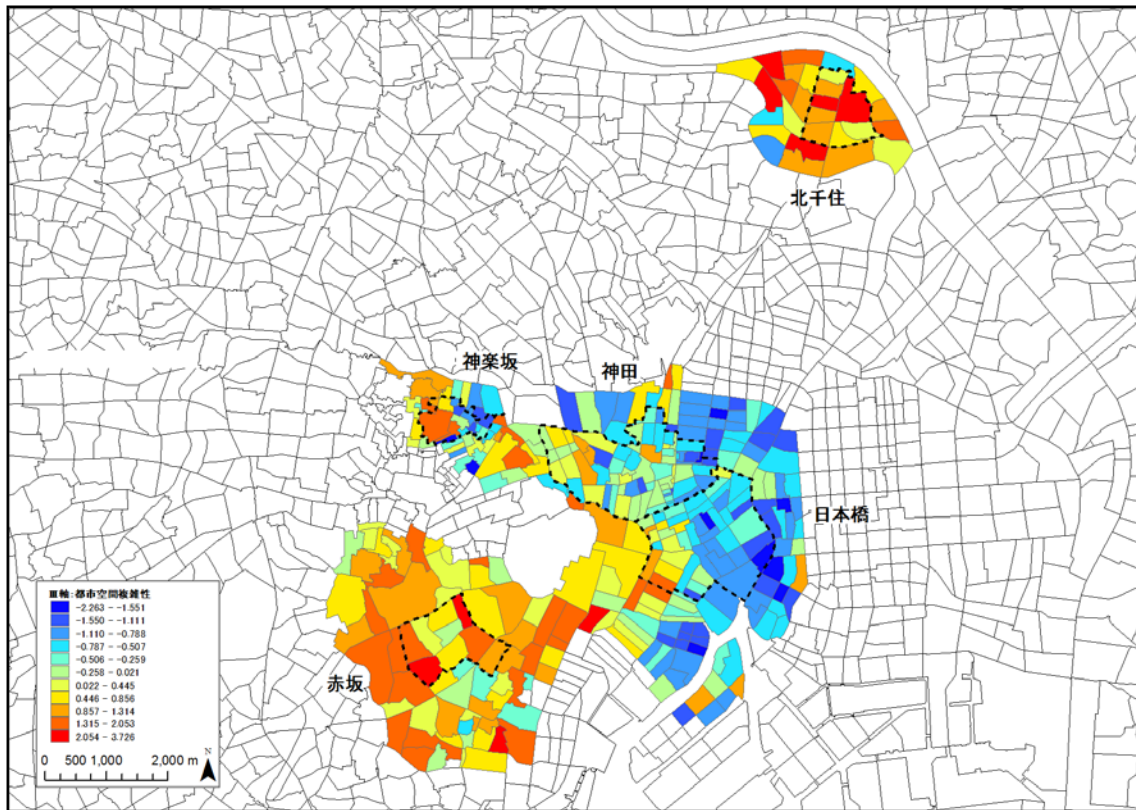 北千住
神楽坂
神田
日本橋
赤坂
Ⅲ軸:都市空間複雑性
-2.263 - -1.551
-1.550 - -1.111
-1.110 - -0.788
-0.787 - -0.507
-0.506 - -0.259
-0.258 - 0.021
0.022 - 0.445
0.446 - 0.856
0.857 - 1.314
1.315 - 2.053
2.054 - 3.726
0 500 1,000 2,000 m
N